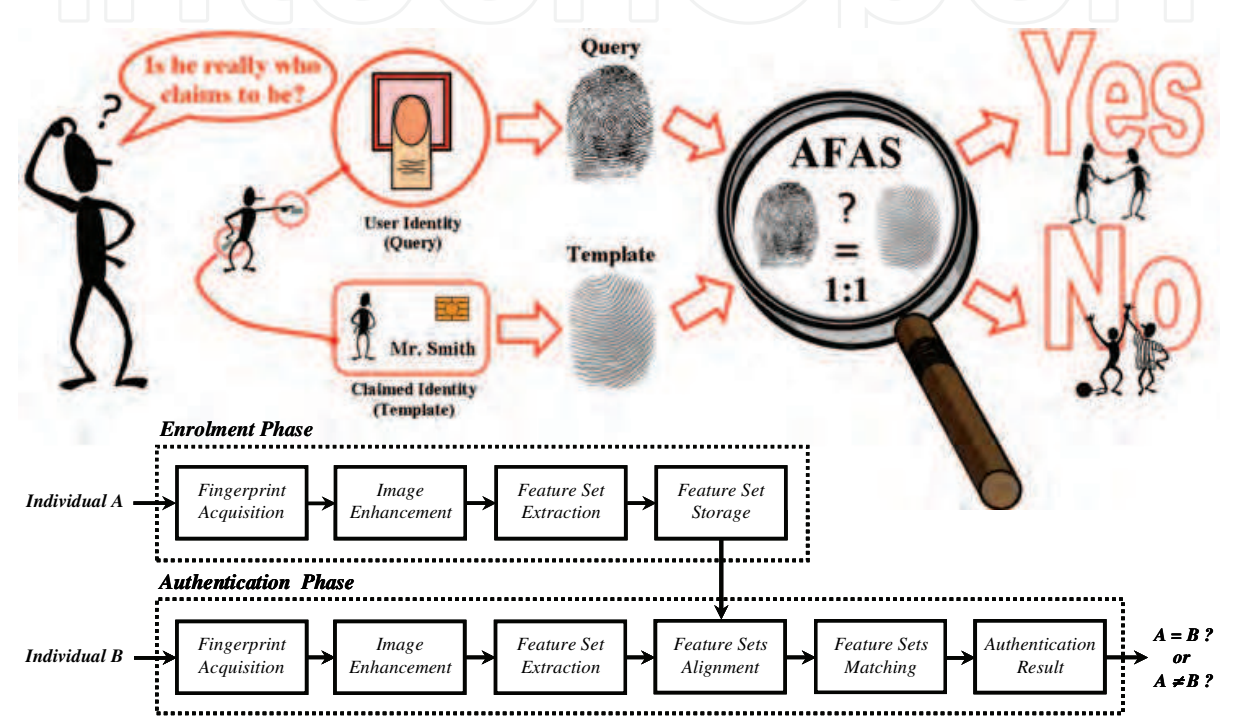 Is he really who
claims to be?
?
User Identity
(Query)
Query
Mr. Smith
Claimed Identity
(Template)
Template
AFAS
?
=
1:1
Yes
No
Enrolment Phase
Individual A
Fingerprint
Acquisition
Image
Enhancement
Feature Set
Extraction
Feature Set
Storage
Authentication Phase
Individual B
Fingerprint
Acquisition
Image
Enhancement
Feature Set
Extraction
Feature Sets
Alignment
Feature Sets
Matching
Authentication
Result
A = B ?
or
A ≠ B ?